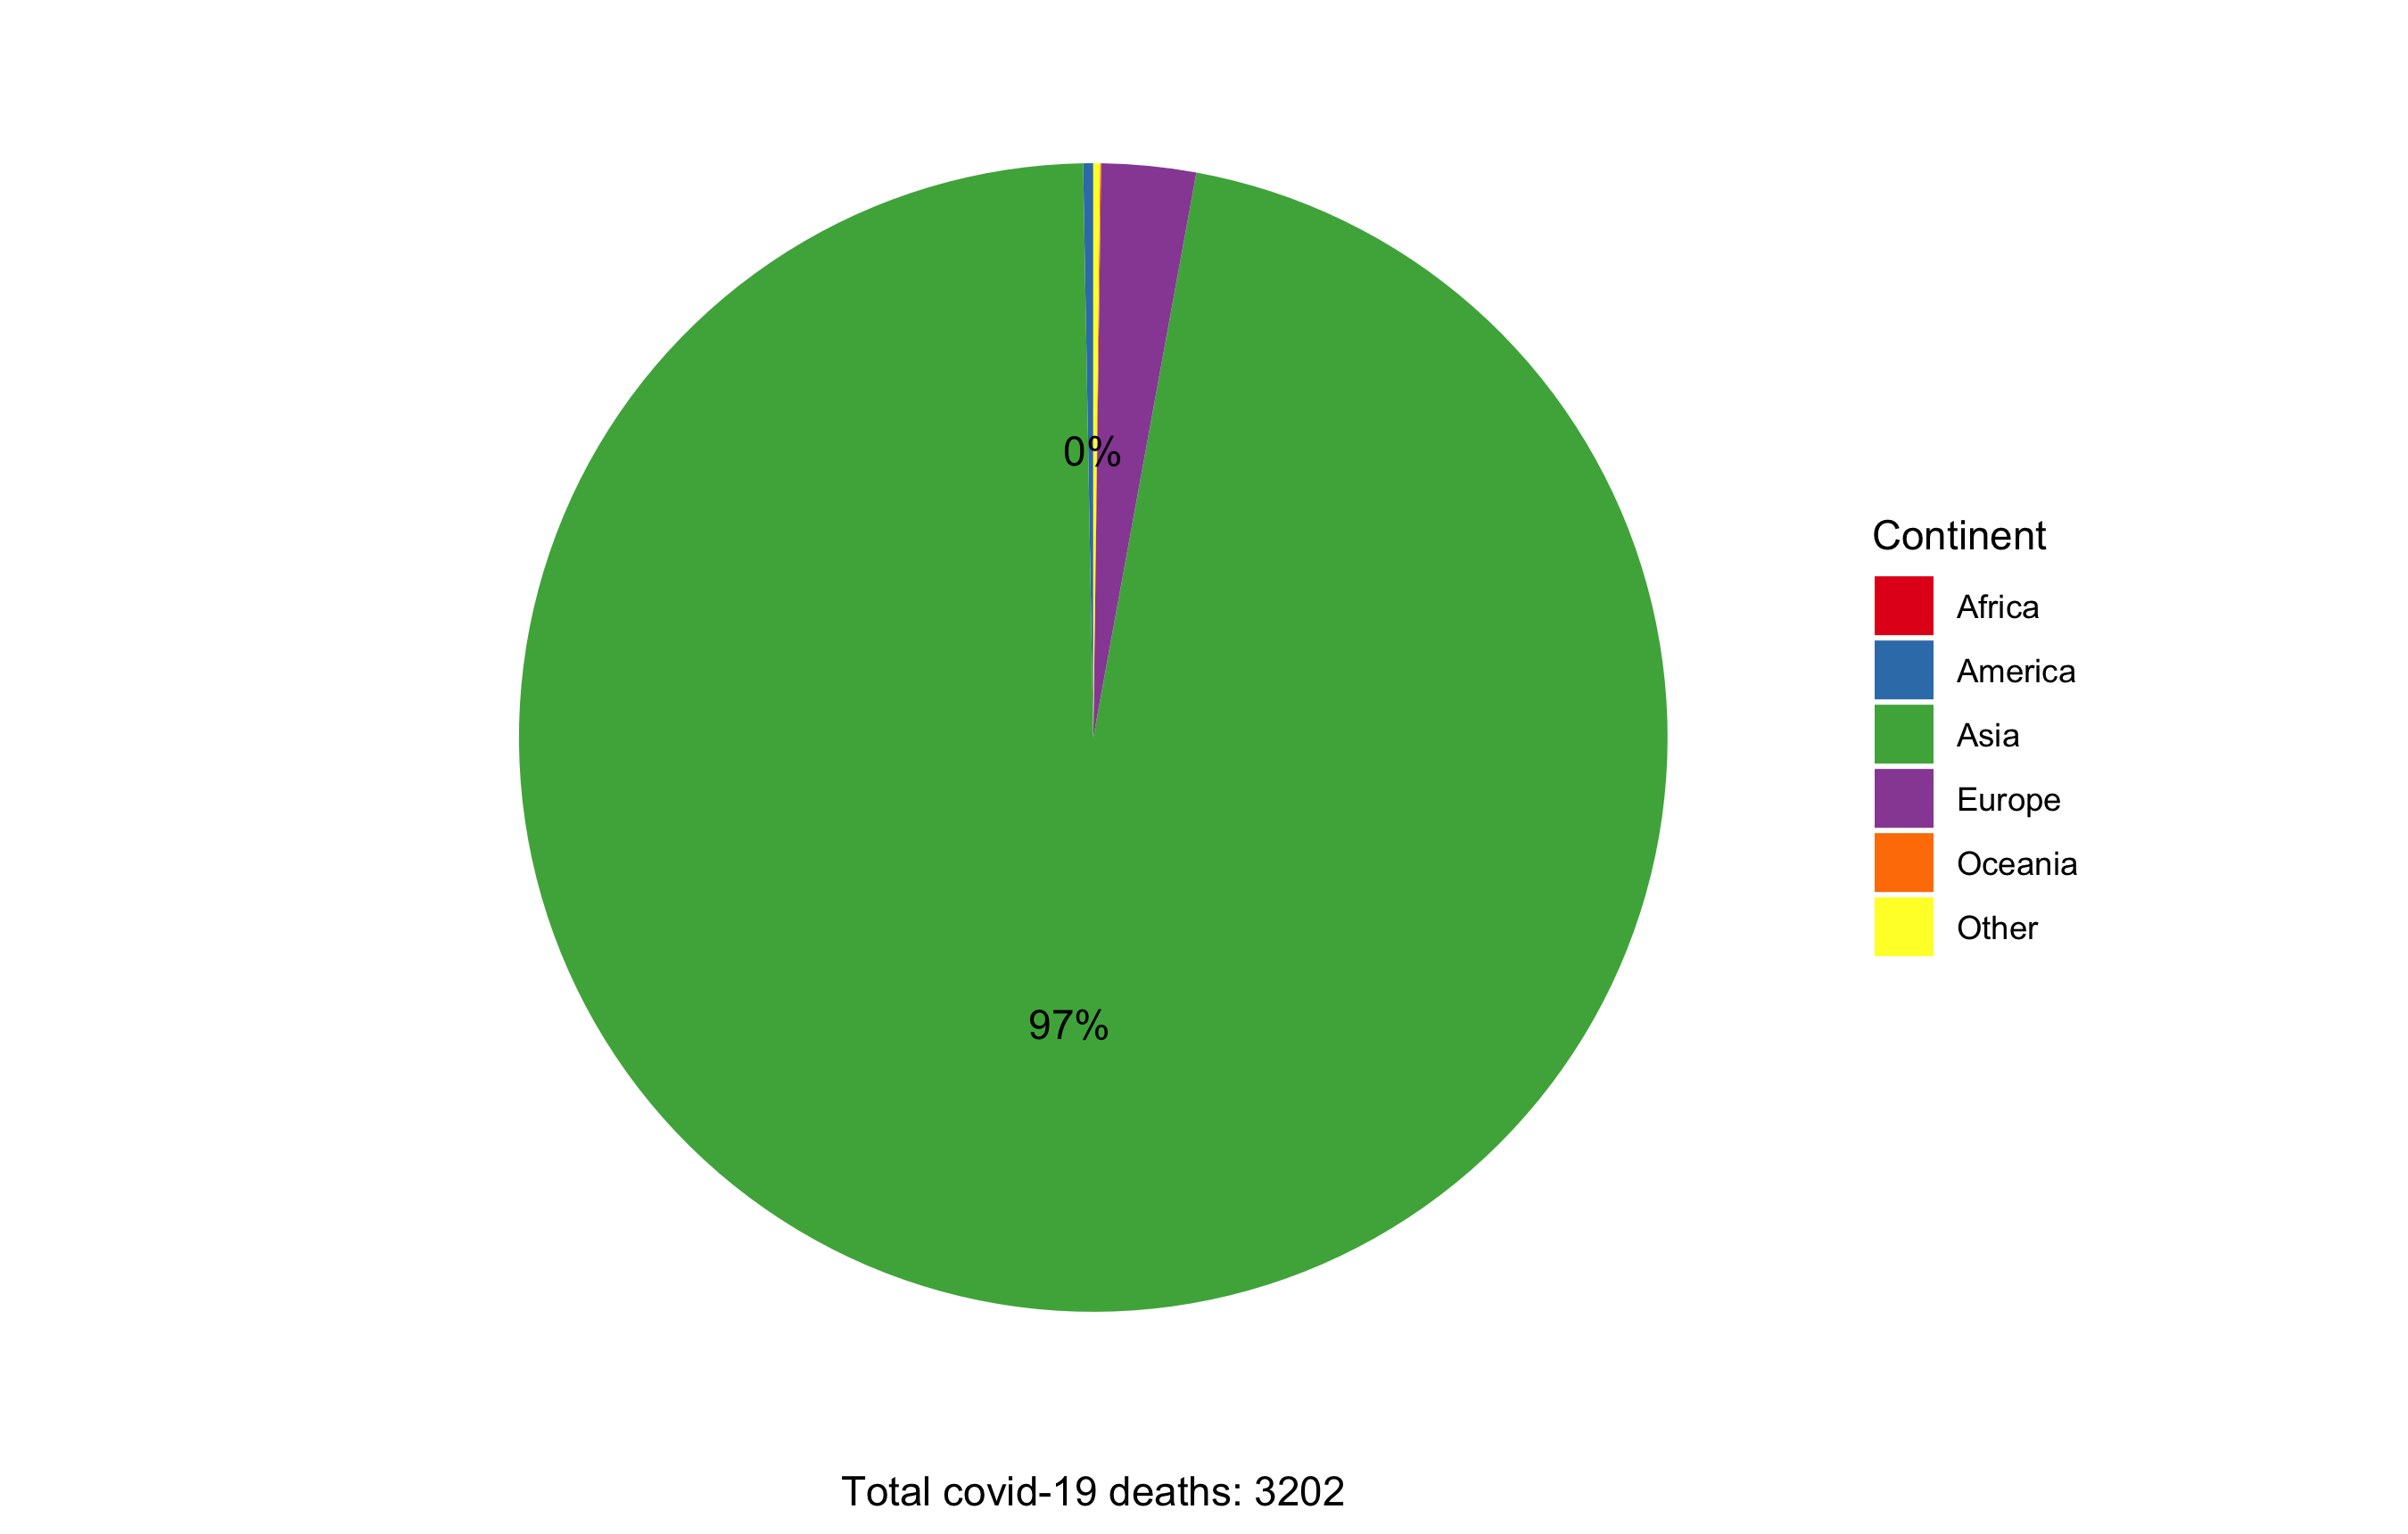 0%
97%
Continent
Africa
America
Asia
Europe
Oceania
Other
Total covid-19 deaths: 3202